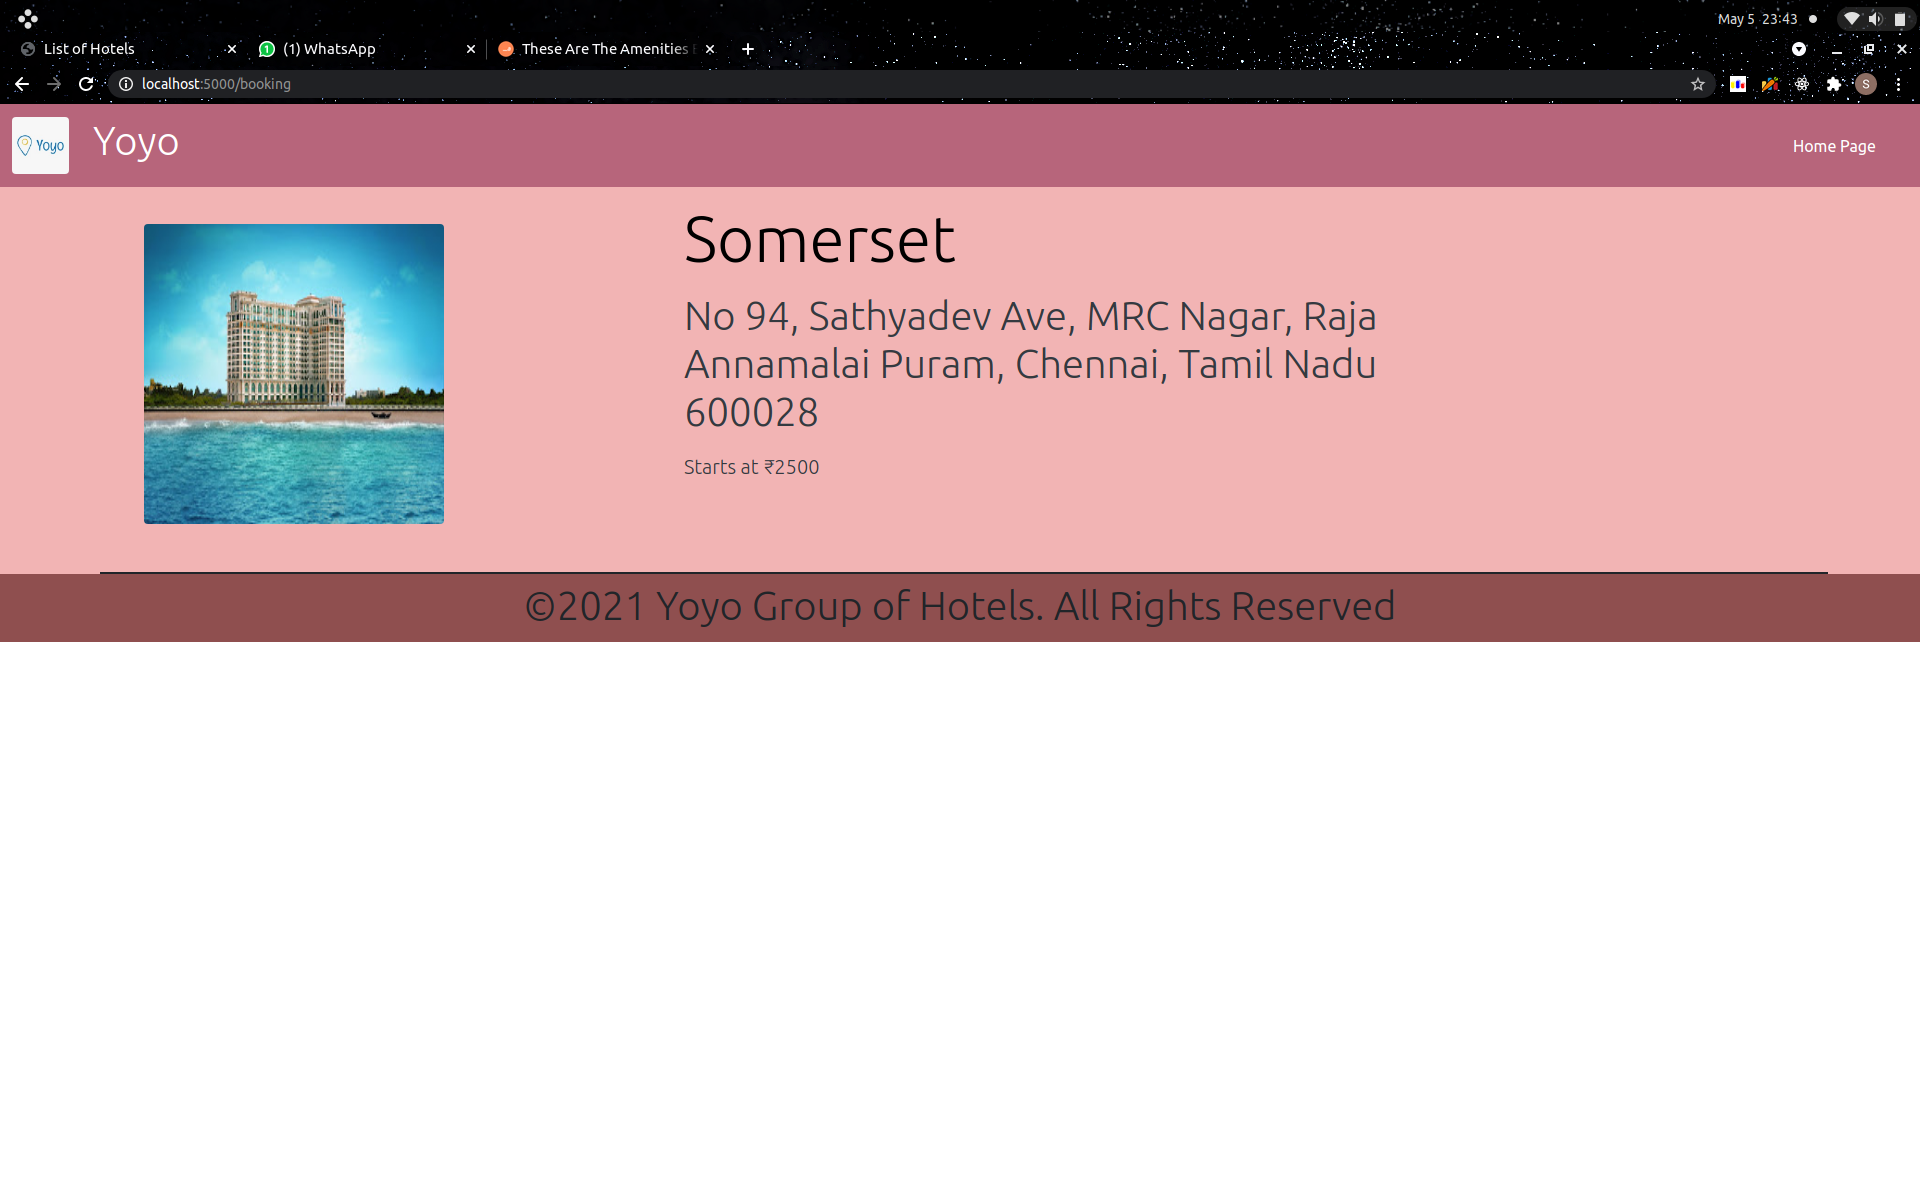 May 5 23:43
List of Hotels
(1) WhatsApp
These Are The Amenities
localhost:5000/booking
S
Yoyo
Yoyo
Home Page
Somerset
No 94, Sathyadev Ave, MRC Nagar, Raja
Annamalai Puram, Chennai, Tamil Nadu
600028
Starts at ₹2500
©2021 Yoyo Group of Hotels. All Rights Reserved